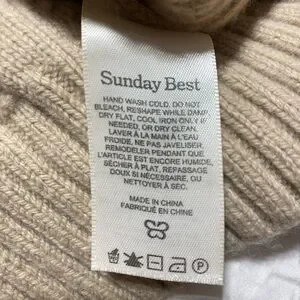 Sunday Best
HAND WASH COLD. DO NOT
BLEACH, RESHAPE WHILE DAMP,
DRY FLAT, COOL IRON ONLY IF
NEEDED, OR DRY CLEAN.
LAVER À LA MAIN À L'EAU
FROIDE, NE PAS JAVELISER,
REMODELER PENDANT QUE
L'ARTICLE EST ENCORE HUMIDE,
SÉCHER À PLAT, REPASSAGE
DOUX SI NÉCESSAIRE, OU
NETTOYER À SEC.
MADE IN CHINA
FABRIQUÉ EN CHINE
P